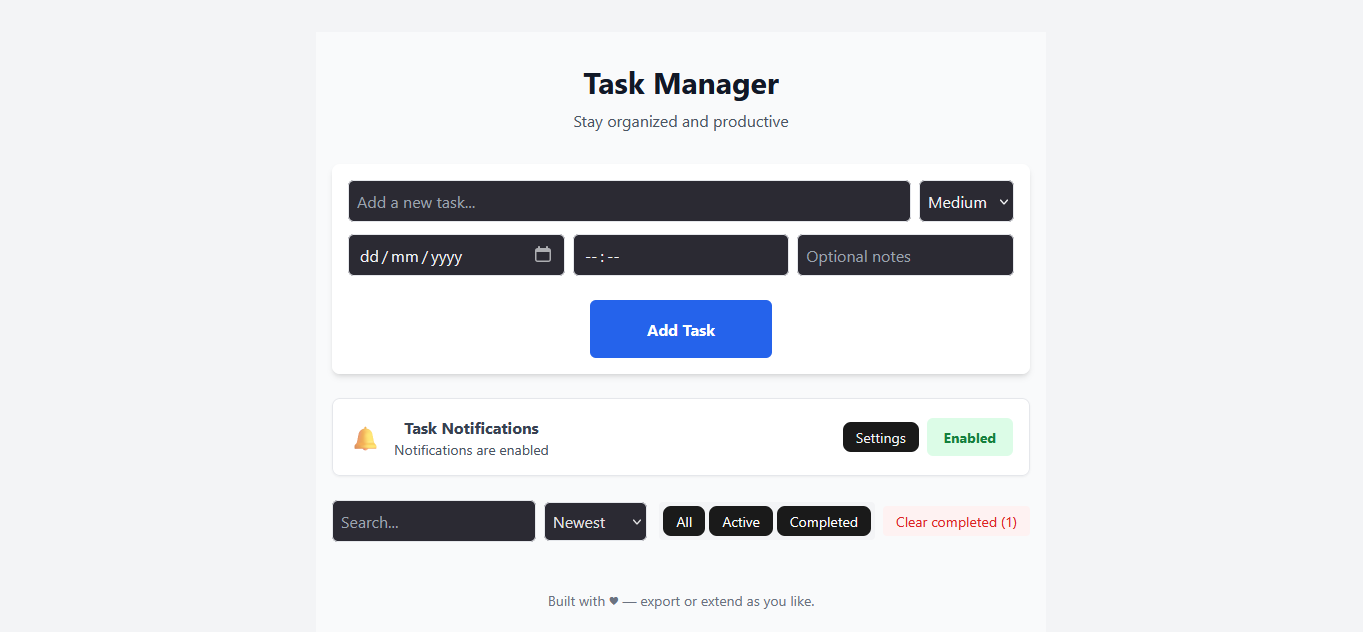 Task Manager
Stay organized and productive
Add a new task... Medium
dd/mm/yyyy --:-- Optional notes
Add Task
Task Notifications
Notifications are enabled
Settings Enabled
Search... Newest All Active Completed Clear completed (1)
Built with ♥ — export or extend as you like.